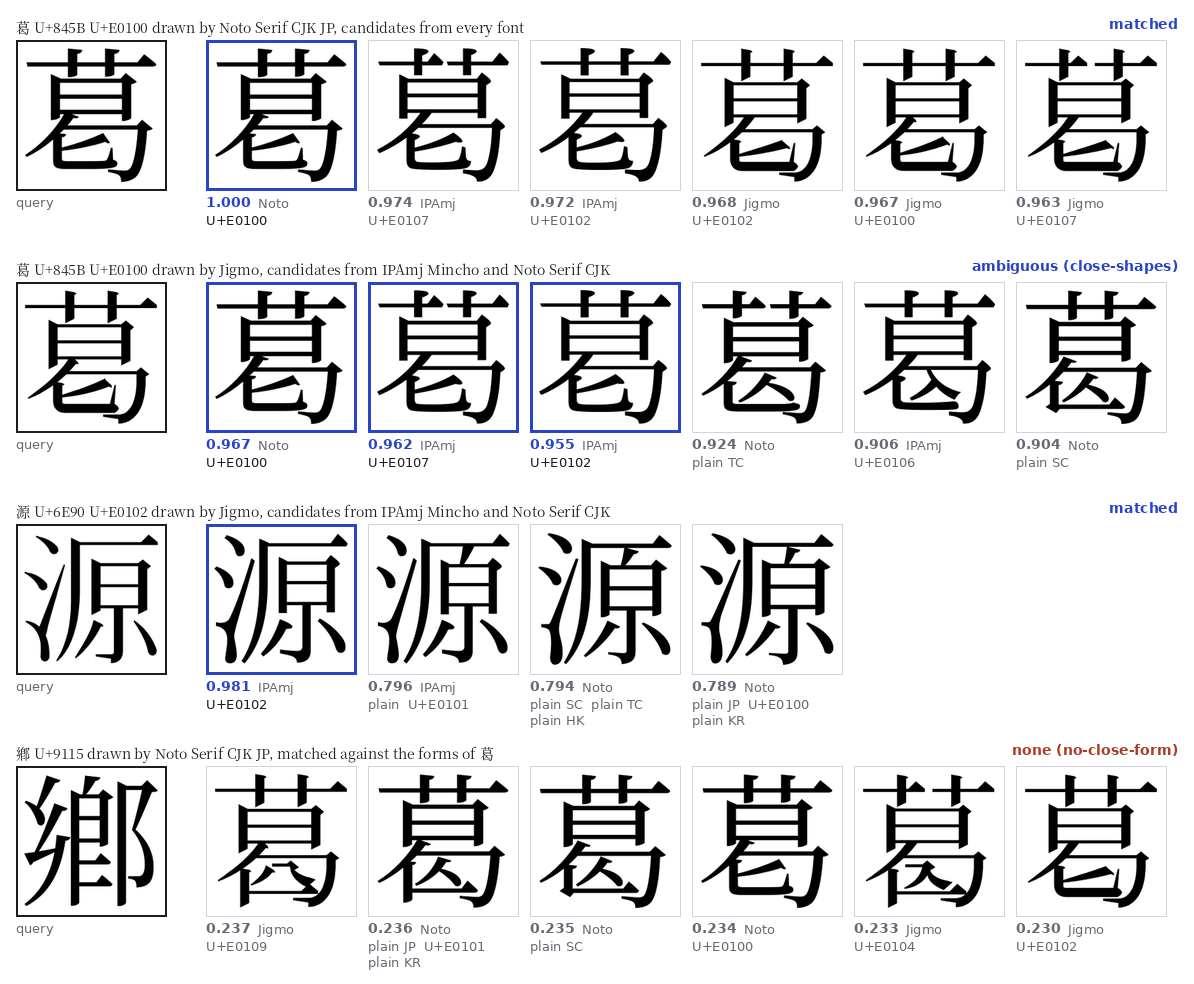 葛 U+845B U+E0100 drawn by Noto Serif CJK JP, candidates from every font
matched
葛 葛 葛 葛 葛 葛 葛
query
1.000 Noto
U+E0100
0.974 IPAmj
U+E0107
0.972 IPAmj
U+E0102
0.968 Jigmo
U+E0102
0.967 Jigmo
U+E0100
0.963 Jigmo
U+E0107
葛 U+845B U+E0100 drawn by Jigmo, candidates from IPAmj Mincho and Noto Serif CJK
ambiguous (close-shapes)
葛 葛 葛 葛 葛 葛 葛
query
0.967 Noto
U+E0100
0.962 IPAmj
U+E0107
0.955 IPAmj
U+E0102
0.924 Noto
plain TC
0.906 IPAmj
U+E0106
0.904 Noto
plain SC
源 U+6E90 U+E0102 drawn by Jigmo, candidates from IPAmj Mincho and Noto Serif CJK
matched
源 源 源 源 源
query
0.981 IPAmj
U+E0102
0.796 IPAmj
plain U+E0101
0.794 Noto
plain SC plain TC
plain HK
0.789 Noto
plain JP U+E0100
plain KR
鄕 U+9115 drawn by Noto Serif CJK JP, matched against the forms of 葛
none (no-close-form)
鄕 葛 葛 葛 葛 葛 葛
query
0.237 Jigmo
U+E0109
0.236 Noto
plain JP U+E0101
plain KR
0.235 Noto
plain SC
0.234 Noto
U+E0100
0.233 Jigmo
U+E0104
0.230 Jigmo
U+E0102